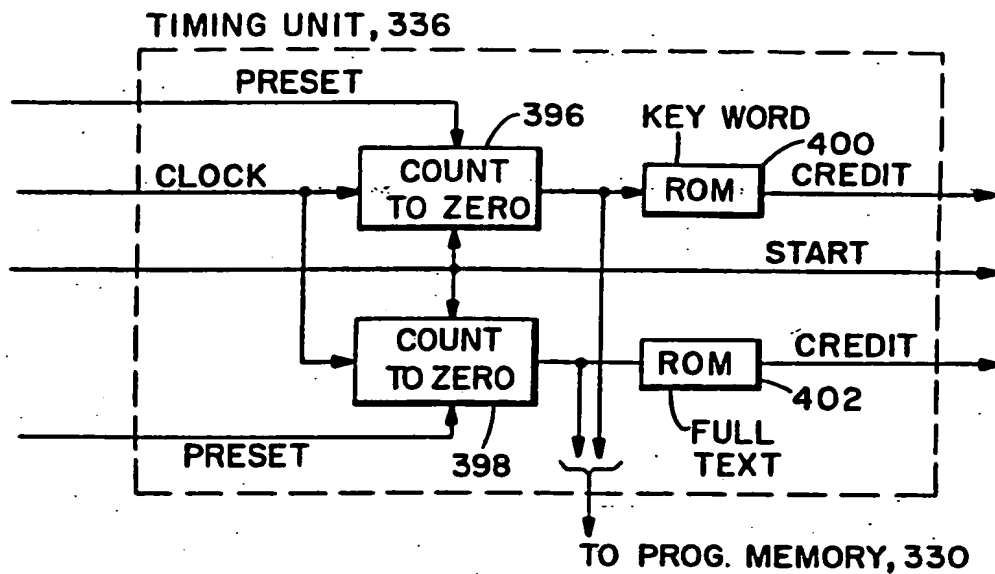 TIMING UNIT, 336
PRESET
396
KEY WORD
400
CLOCK
COUNT
TO ZERO
ROM
CREDIT
START
COUNT
TO ZERO
ROM
CREDIT
402
PRESET
398
FULL
TEXT
TO PROG. MEMORY, 330